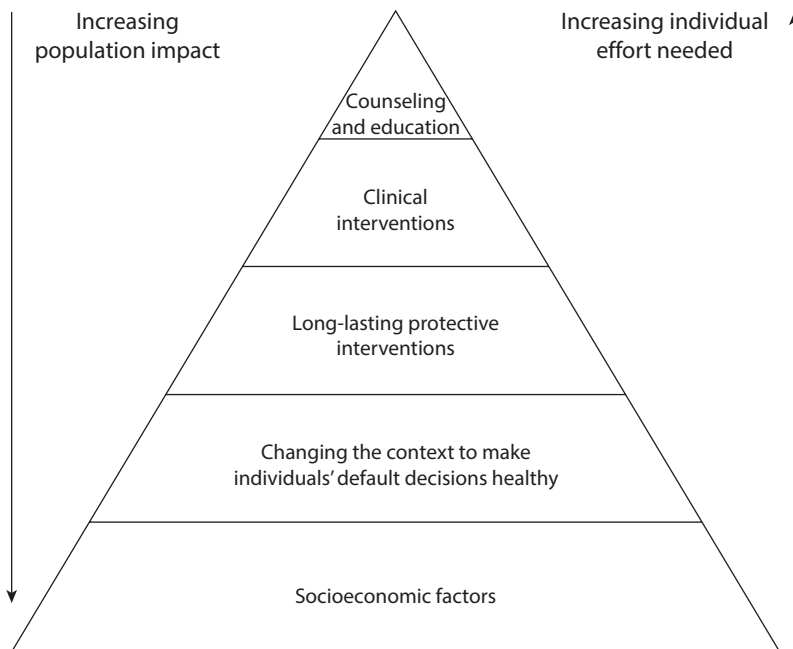 Increasing
population impact
Increasing individual
effort needed
Counseling
and education
Clinical
interventions
Long-lasting protective
interventions
Changing the context to make
individuals’ default decisions healthy
Socioeconomic factors